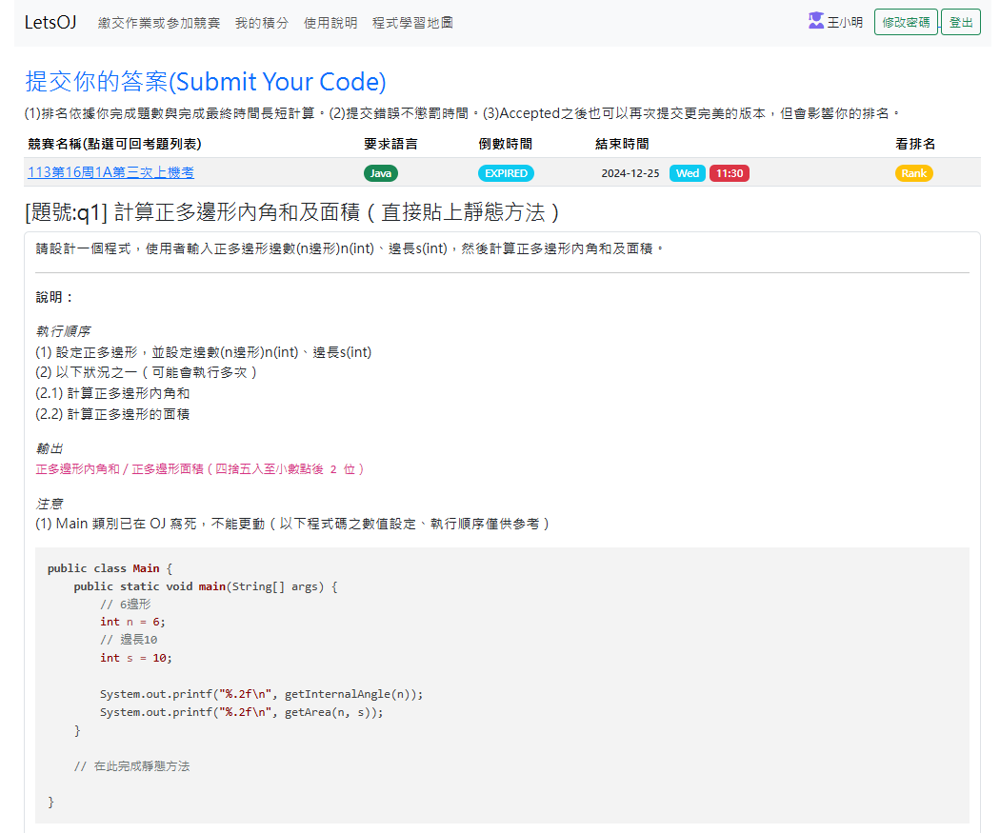 LetsOJ 繳交作業或參加競賽 我的積分 使用說明 程式學習地圖 王小明 修改密碼 登出
提交你的答案(Submit Your Code)
(1)排名依據你完成題數與完成最終時間長短計算。(2)提交錯誤不懲罰時間。(3)Accepted之後也可以再次提交更完美的版本，但會影響你的排名。
競賽名稱(點選可回考題列表) 要求語言 倒數時間 結束時間 看排名
113第16周1A第三次上機考 Java EXPIRED 2024-12-25 Wed 11:30 Rank
[題號:q1] 計算正多邊形內角和及面積（直接貼上靜態方法）
請設計一個程式，使用者輸入正多邊形邊數(n邊形)n(int)、邊長s(int)，然後計算正多邊形內角和及面積。
說明：
執行順序
(1) 設定正多邊形，並設定邊數(n邊形)n(int)、邊長s(int)
(2) 以下狀況之一（可能會執行多次）
(2.1) 計算正多邊形內角和
(2.2) 計算正多邊形的面積
輸出
正多邊形內角和 / 正多邊形面積（四捨五入至小數點後 2 位）
注意
(1) Main 類別已在 OJ 寫死，不能更動（以下程式碼之數值設定、執行順序僅供參考）
public class Main {
    public static void main(String[] args) {
        // 6邊形
        int n = 6;
        // 邊長10
        int s = 10;
        System.out.printf("%.2f\n", getInternalAngle(n));
        System.out.printf("%.2f\n", getArea(n, s));
    }
    // 在此完成靜態方法
}